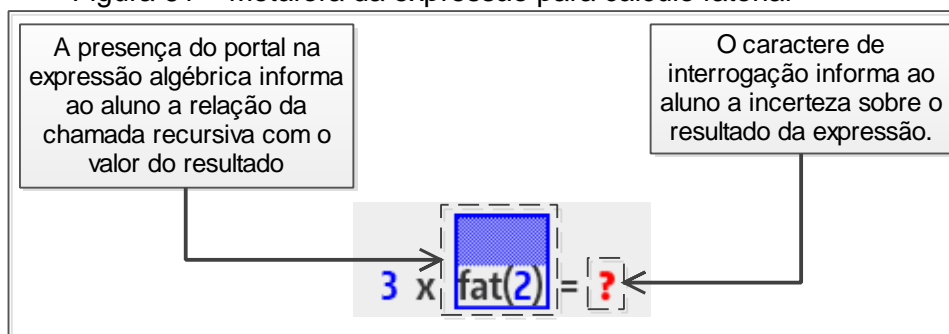 A presença do portal na
expressão algébrica informa
ao aluno a relação da
chamada recursiva com o
valor do resultado
O caractere de
interrogação informa ao
aluno a incerteza sobre o
resultado da expressão.
3 x fat(2) = ?